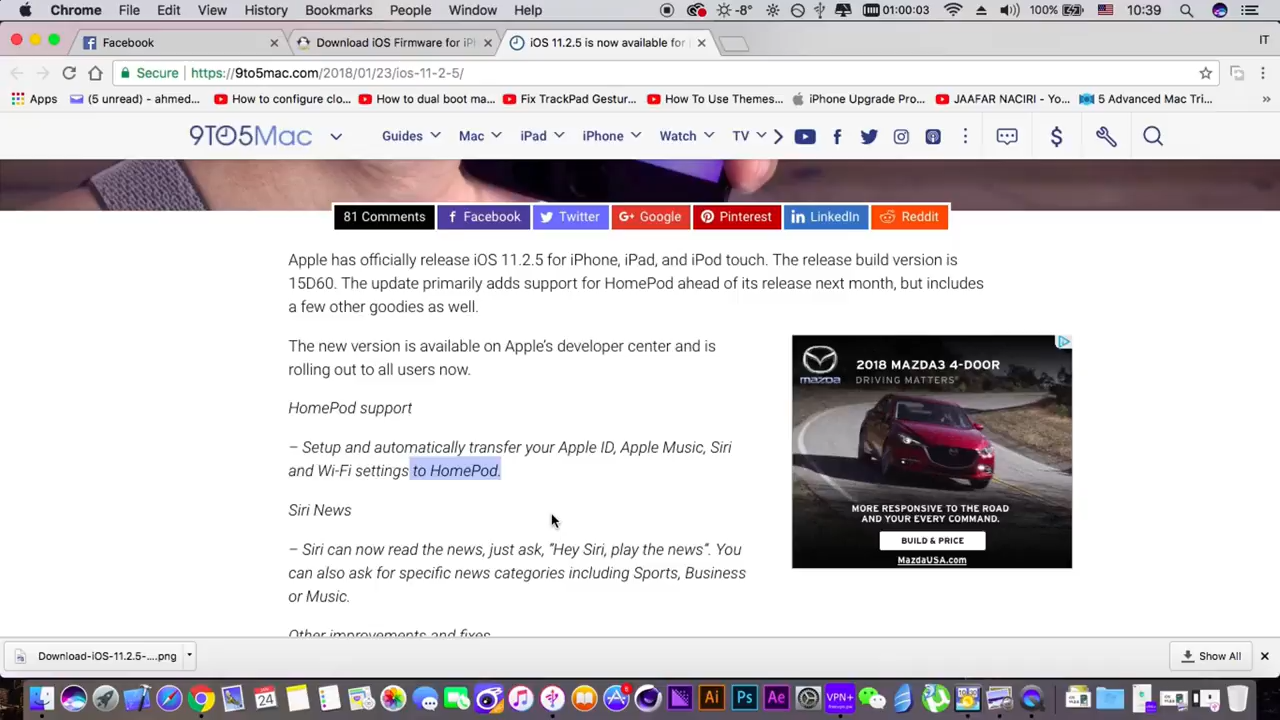 Chrome File Edit View History Bookmarks People Window Help -8° 01:00:03 100% 10:39
Facebook Download iOS Firmware for iP iOS 11.2.5 is now available for IT
Secure https://9to5mac.com/2018/01/23/ios-11-2-5/
Apps (5 unread) - ahmed... How to configure clo... How to dual boot ma... Fix TrackPad Gestur... How To Use Themes... iPhone Upgrade Pro... JAAFAR NACIRI - Yo... 5 Advanced Mac Tri... »
9TO5Mac Guides Mac iPad iPhone Watch TV
81 Comments Facebook Twitter G+ Google Pinterest LinkedIn Reddit
Apple has officially release iOS 11.2.5 for iPhone, iPad, and iPod touch. The release build version is
15D60. The update primarily adds support for HomePod ahead of its release next month, but includes
a few other goodies as well.
The new version is available on Apple's developer center and is
rolling out to all users now.
HomePod support
– Setup and automatically transfer your Apple ID, Apple Music, Siri
and Wi-Fi settings to HomePod.
Siri News
– Siri can now read the news, just ask, “Hey Siri, play the news”. You
can also ask for specific news categories including Sports, Business
or Music.
Other improvements and fixes
mazda
2018 MAZDA3 4-DOOR
DRIVING MATTERS®
MORE RESPONSIVE TO THE ROAD
AND YOUR EVERY COMMAND.
BUILD & PRICE
MazdaUSA.com
Download-iOS-11.2.5-....png Show All
24 Ai Ps Ae VPN+